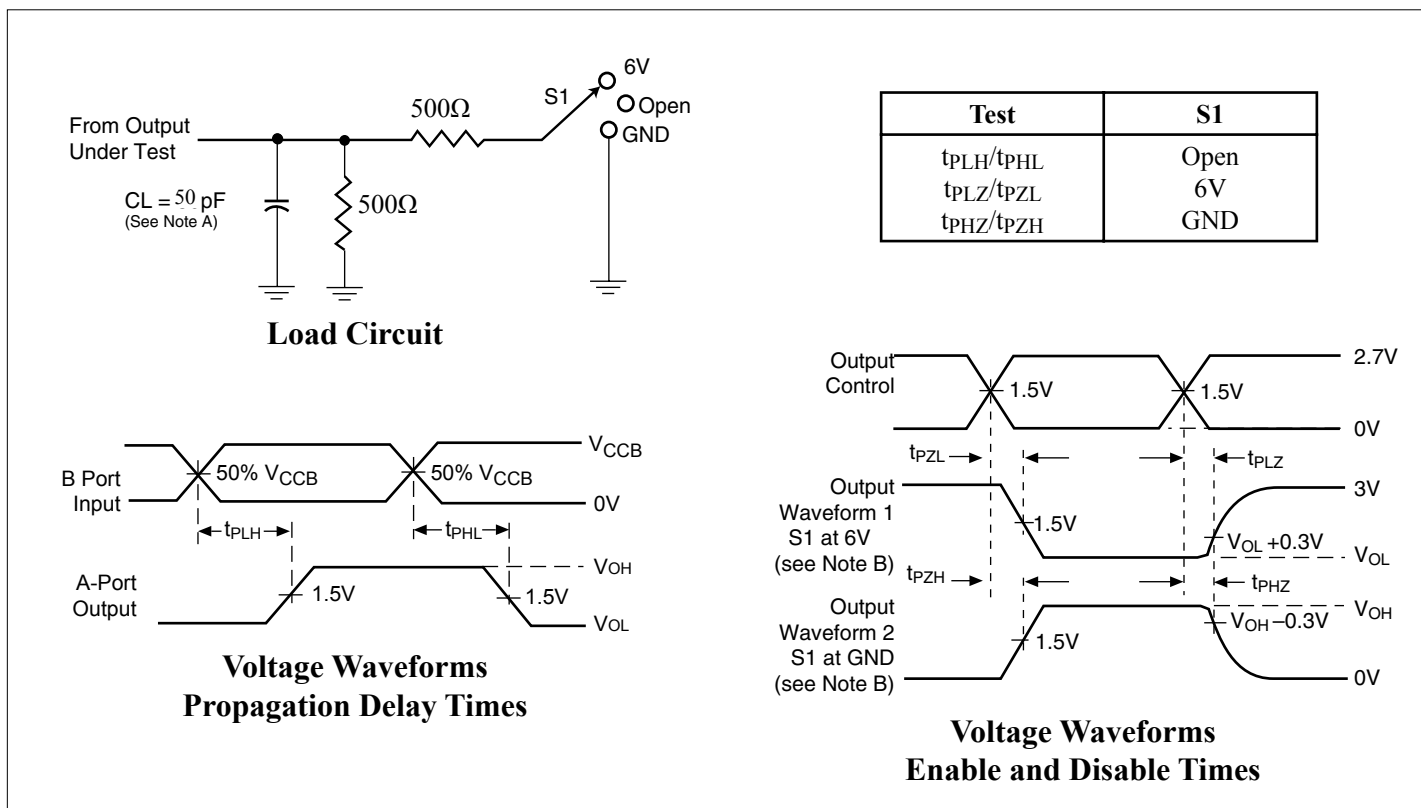 6V
S1
Open
GND
500Ω
From Output
Under Test
CL = 50 pF
(See Note A)
500Ω
Load Circuit
Test S1
tPLH/tPHL Open
tPLZ/tPZL 6V
tPHZ/tPZH GND
B Port
Input
50% VCCB
50% VCCB
VCCB
0V
tPLH
tPHL
A-Port
Output
1.5V
1.5V
VOH
VOL
Voltage Waveforms
Propagation Delay Times
Output
Control
1.5V
1.5V
2.7V
0V
tPZL
tPLZ
Output
Waveform 1
S1 at 6V
(see Note B)
1.5V
3V
VOL +0.3V
VOL
tPZH
tPHZ
Output
Waveform 2
S1 at GND
(see Note B)
1.5V
VOH
VOH –0.3V
0V
Voltage Waveforms
Enable and Disable Times